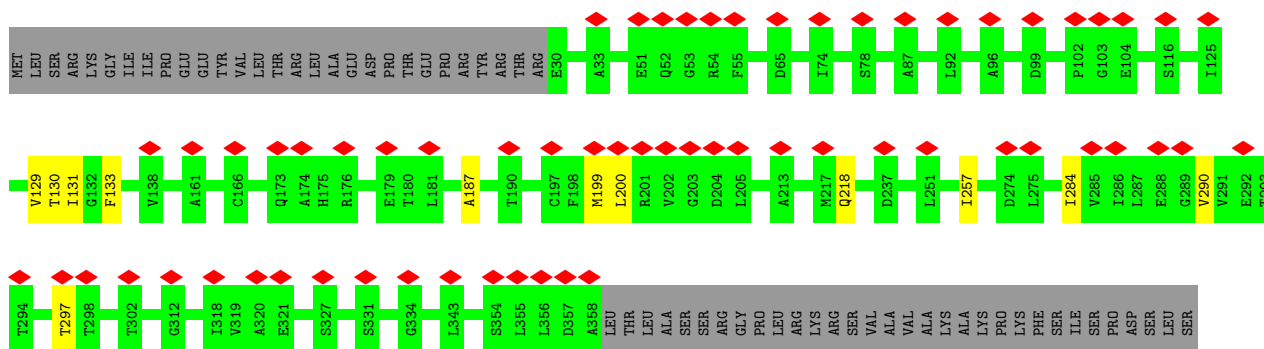 MET LEU SER ARG LYS GLY ILE ILE PRO GLU GLU TYR VAL LEU THR ARG LEU ALA GLU ASP PRO THR GLU PRO ARG TYR ARG THR ARG E30 A33 E51 Q52 G53 R54 F55 D65 I74 S78 A87 L92 A96 D99 P102 G103 E104 S116 I125
V129 T130 I131 G132 F133 V138 A161 C166 Q173 A174 H175 R176 E179 T180 L181 A187 T190 C197 F198 M199 L200 R201 V202 G203 D204 L205 A213 M217 Q218 D237 L251 I257 D274 L275 I284 V285 I286 L287 E288 G289 V290 V291 E292 T293
T294 T297 T298 T302 G312 I318 V319 A320 E321 S327 S331 G334 L343 S354 L355 L356 D357 A358 LEU THR LEU ALA SER SER ARG GLY PRO LEU ARG LYS ARG SER VAL ALA VAL ALA LYS ALA LYS PRO LYS PHE SER ILE SER PRO ASP SER LEU SER